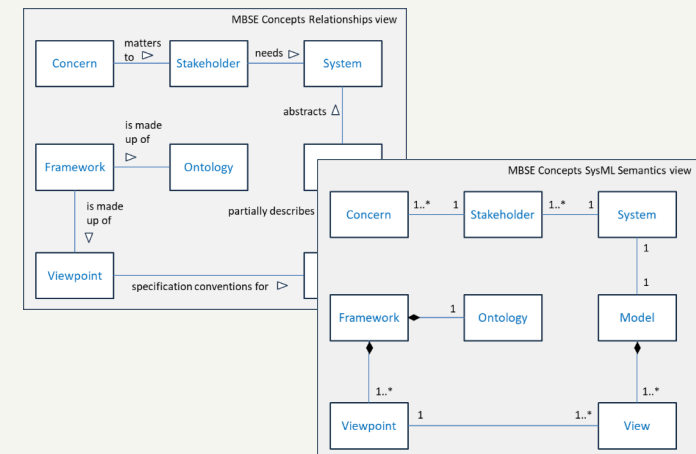 MBSE Concepts Relationships view
Concern
matters
to
Stakeholder
needs
System
abstracts
is made
up of
Framework
Ontology
is made
up of
partially describes
Viewpoint
specification conventions for
MBSE Concepts SysML Semantics view
Concern
1..*
1
Stakeholder
1..*
1
System
1
1
Framework
1
Ontology
Model
1..*
1..*
Viewpoint
1
1..*
View